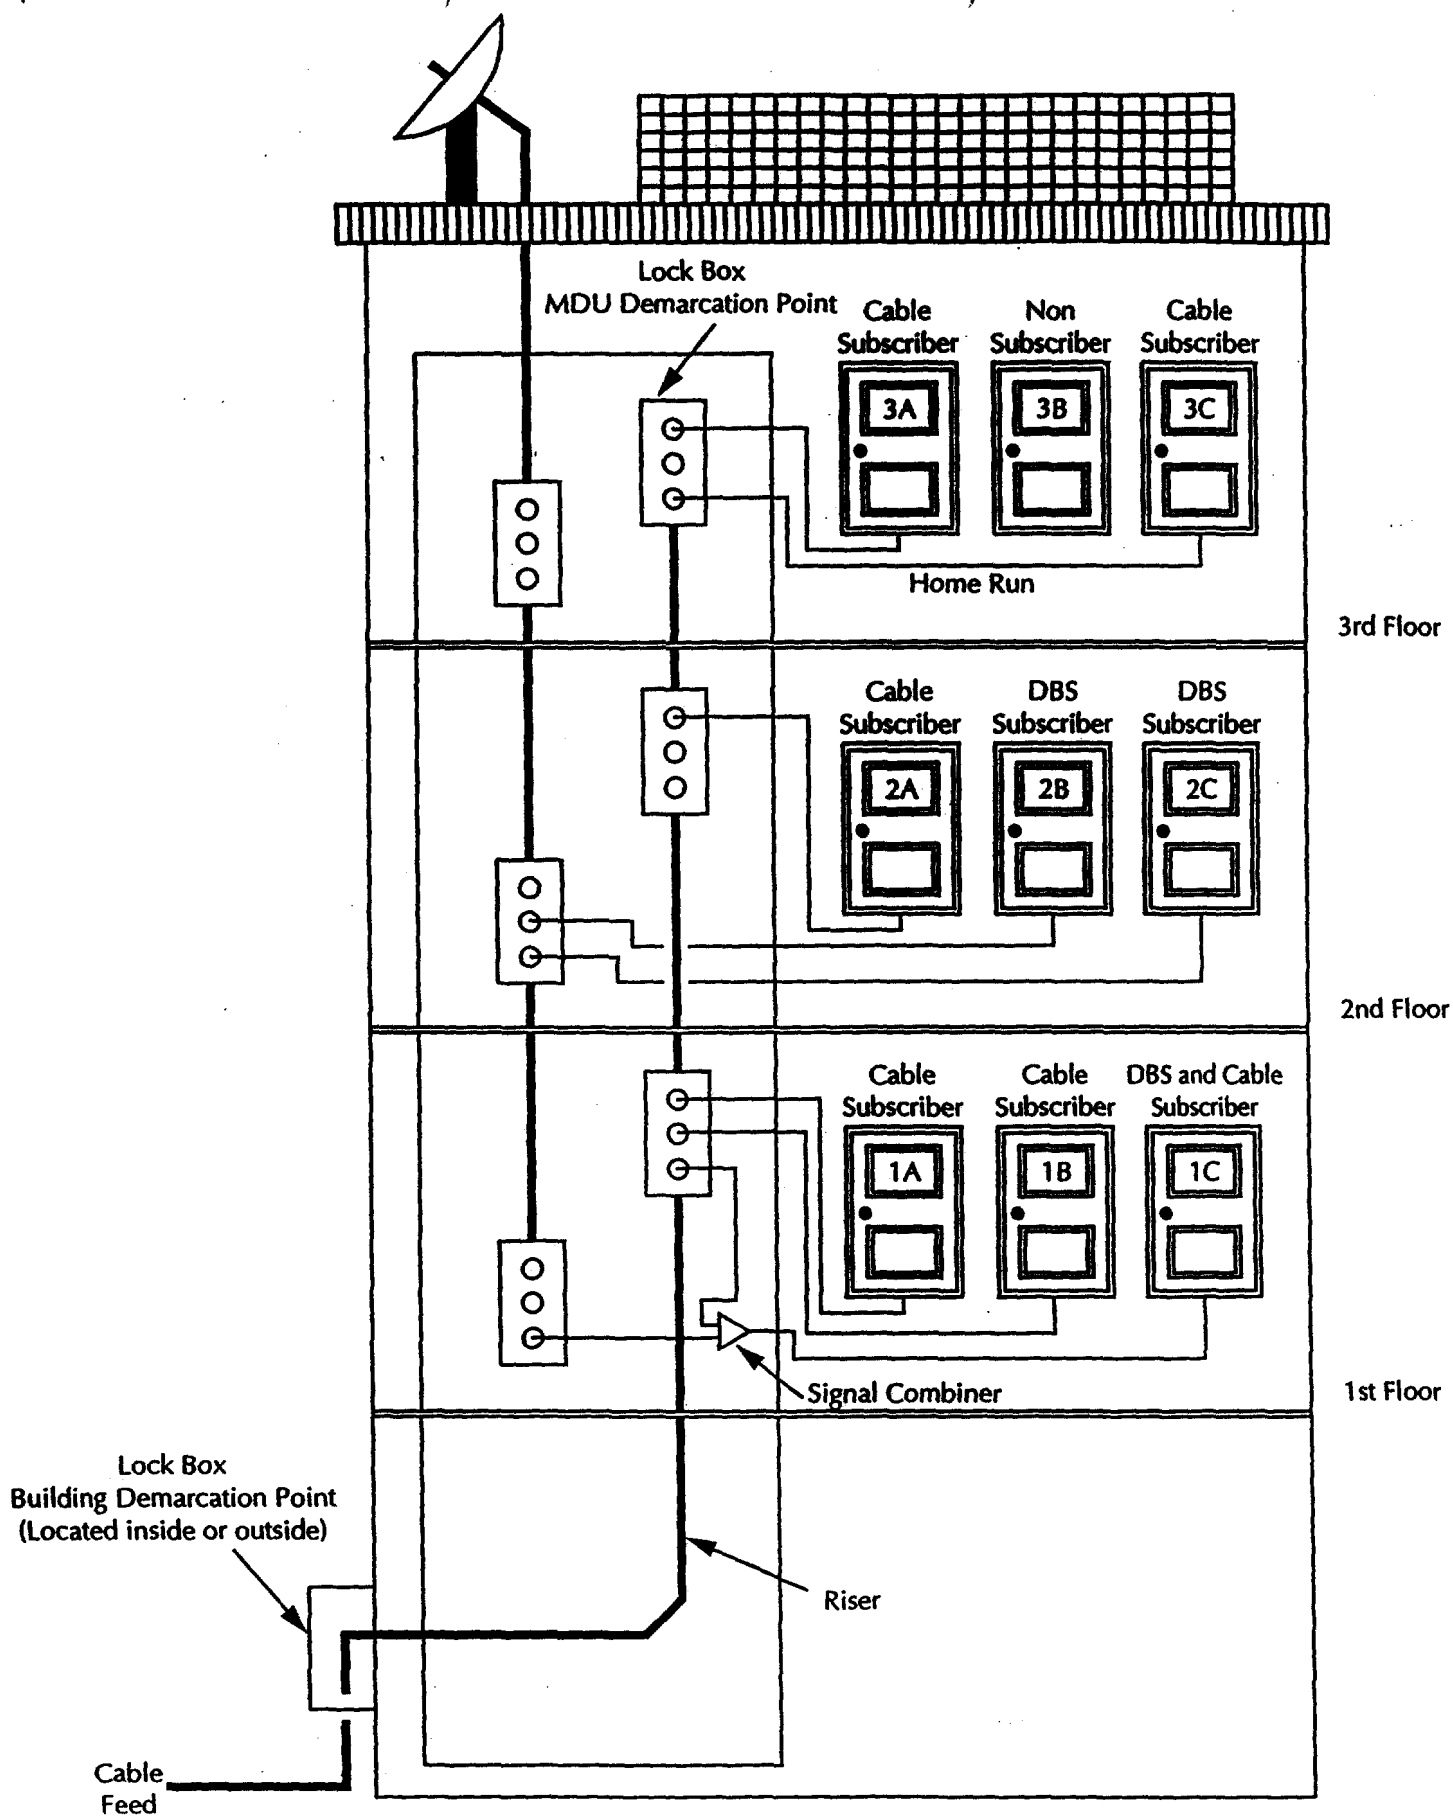 Lock Box
MDU Demarcation Point
Cable
Subscriber
Non
Subscriber
Cable
Subscriber
3A
3B
3C
Home Run
3rd Floor
Cable
Subscriber
DBS
Subscriber
DBS
Subscriber
2A
2B
2C
2nd Floor
Cable
Subscriber
Cable
Subscriber
DBS and Cable
Subscriber
1A
1B
1C
Signal Combiner
1st Floor
Lock Box
Building Demarcation Point
(Located inside or outside)
Riser
Cable
Feed